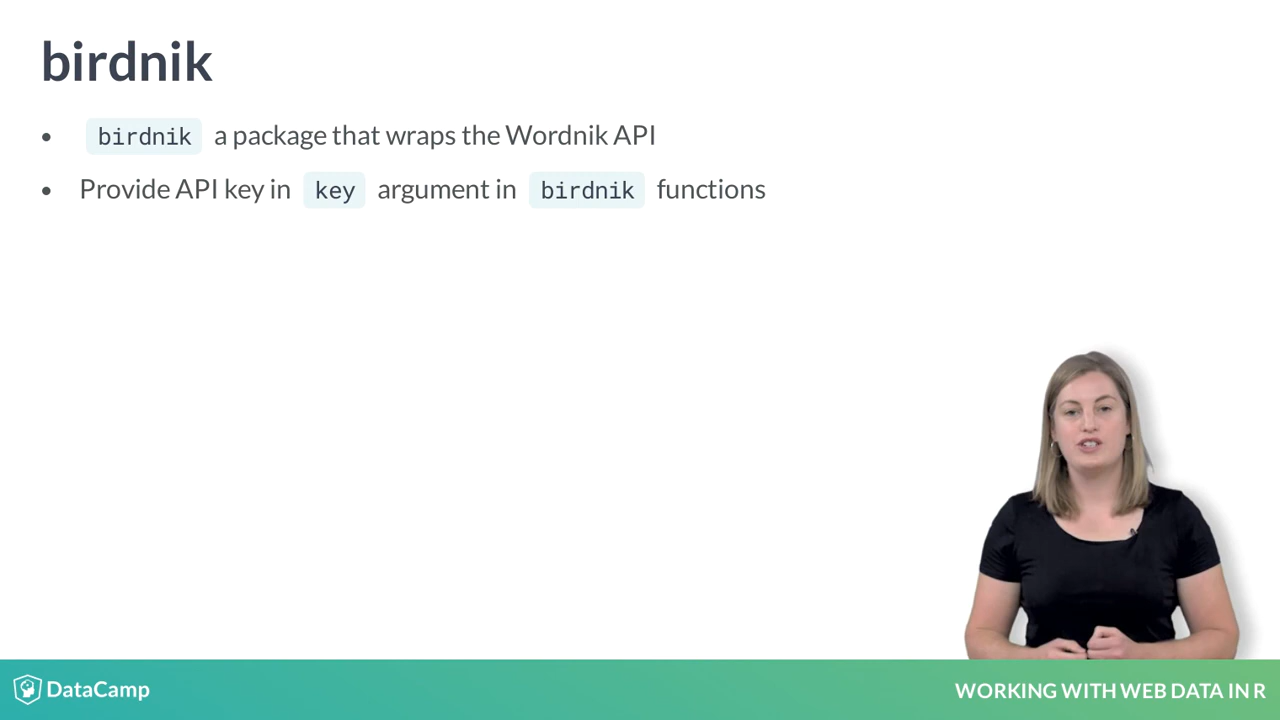 birdnik
• birdnik a package that wraps the Wordnik API
• Provide API key in key argument in birdnik functions
DataCamp
WORKING WITH WEB DATA IN R